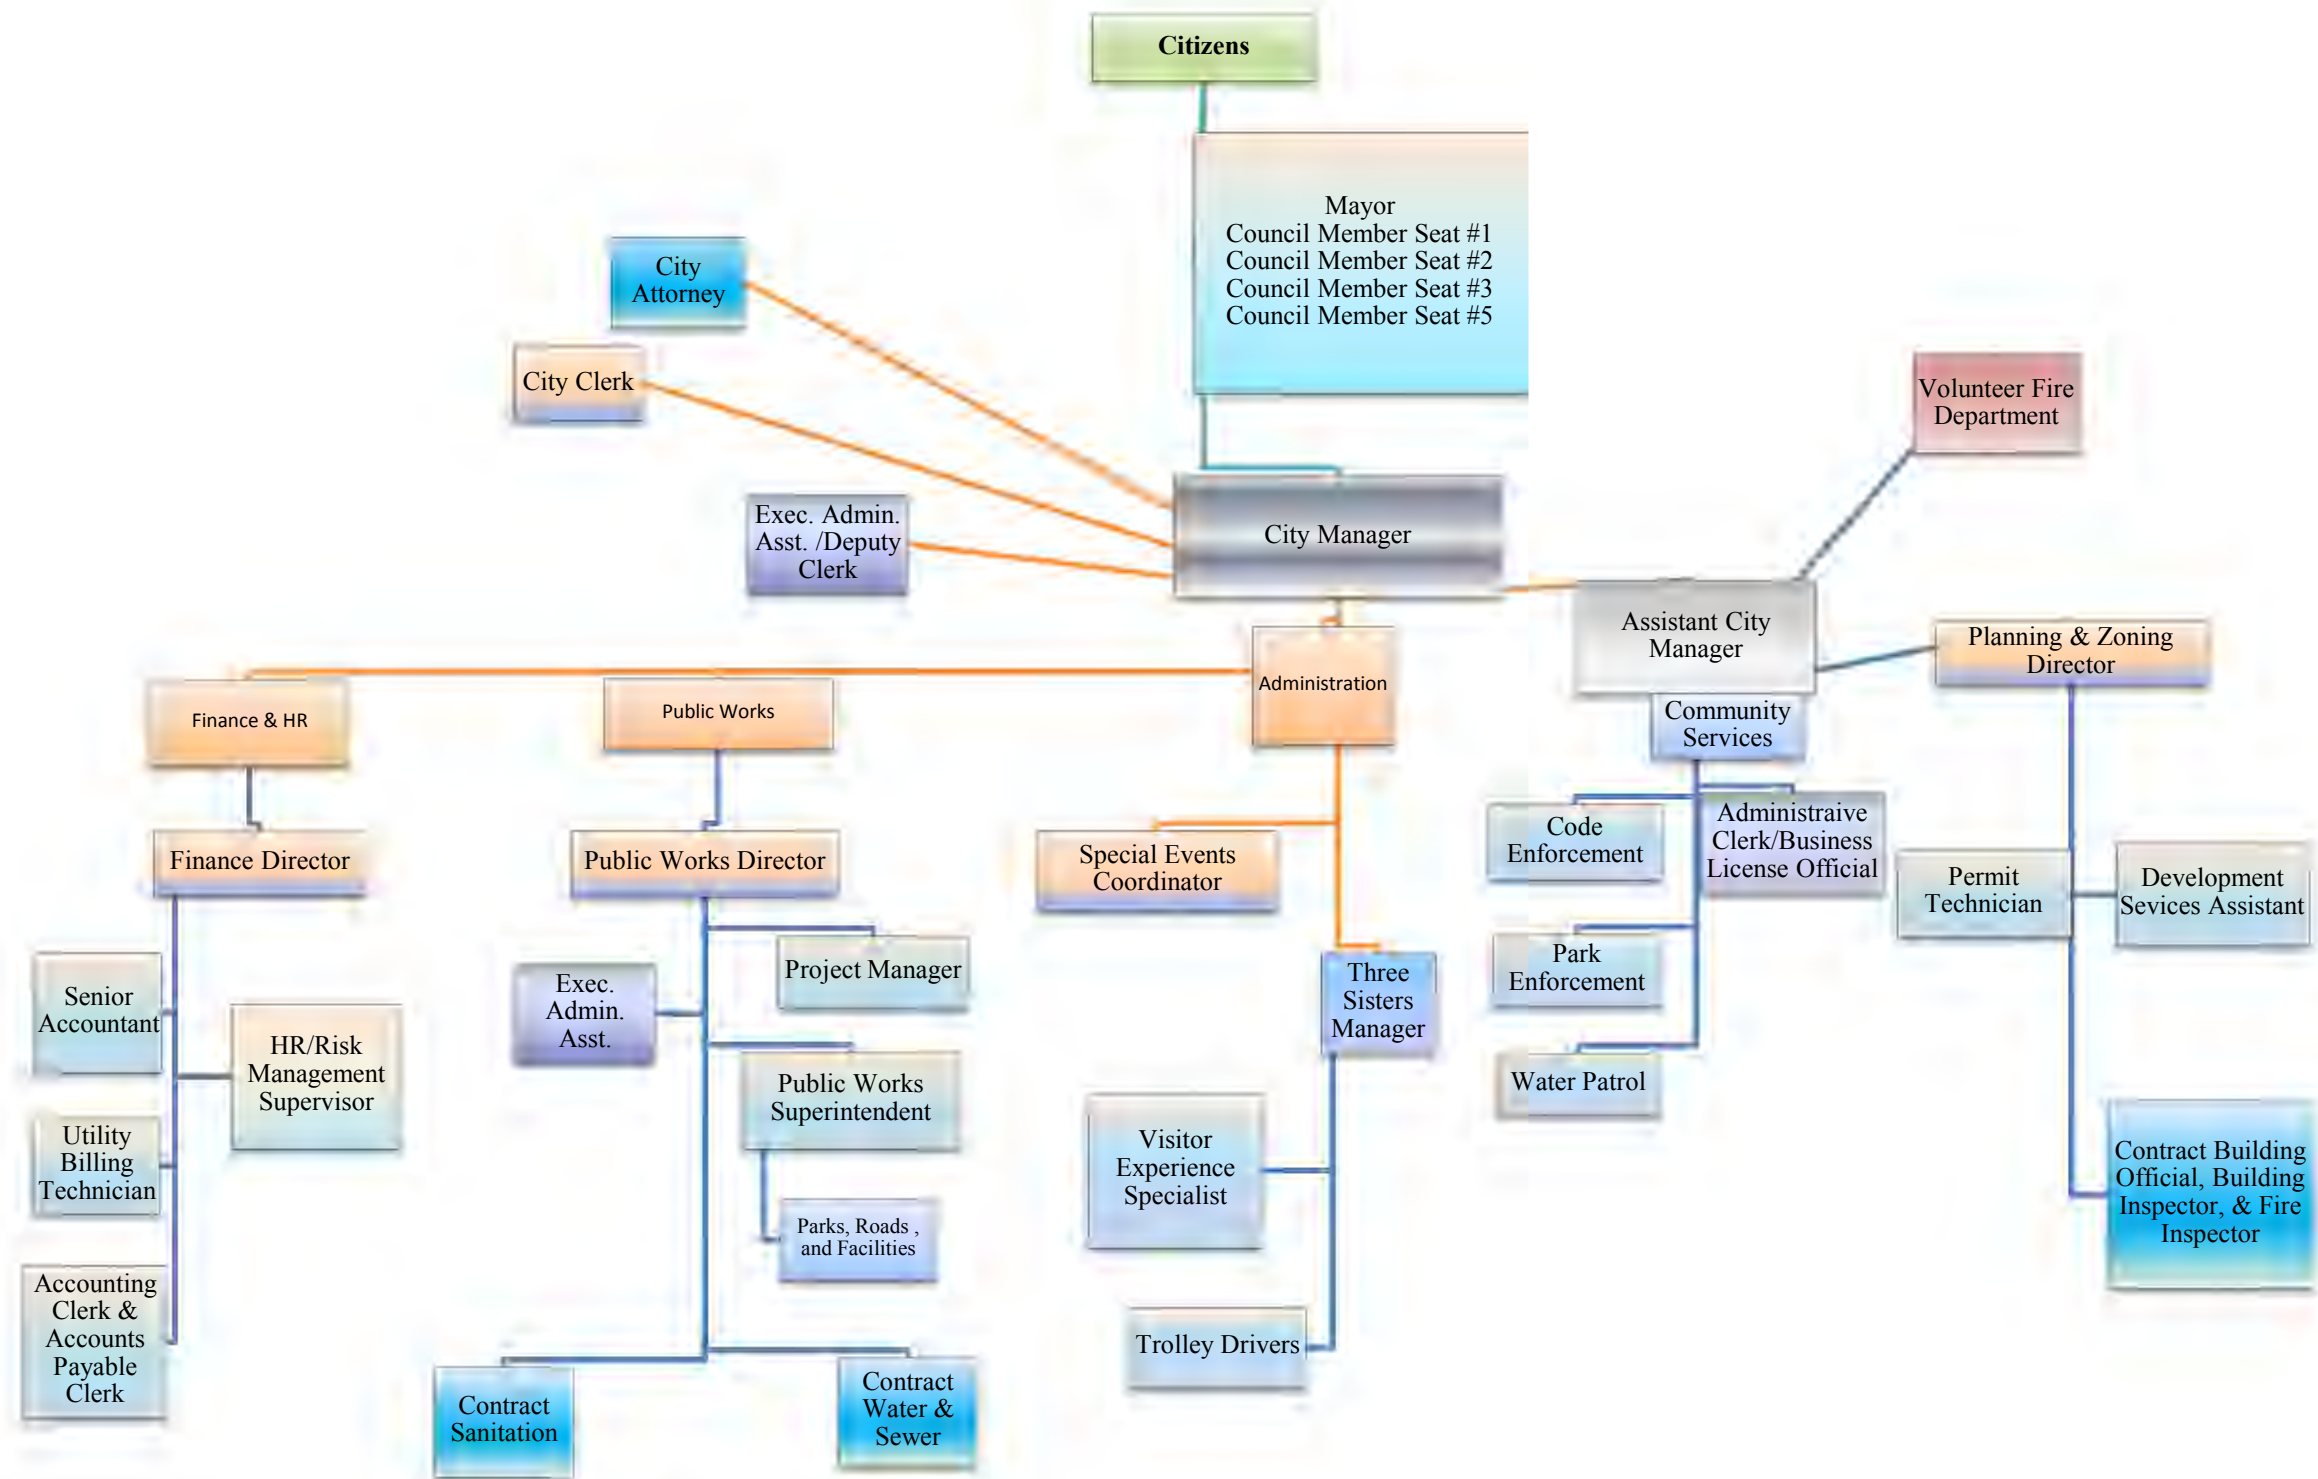 Citizens
Mayor
Council Member Seat #1
Council Member Seat #2
Council Member Seat #3
Council Member Seat #5
City
Attorney
City Clerk
Volunteer Fire
Department
Exec. Admin.
Asst. /Deputy
Clerk
City Manager
Assistant City
Manager
Planning & Zoning
Director
Finance & HR
Public Works
Administration
Community
Services
Finance Director
Public Works Director
Special Events
Coordinator
Code
Enforcement
Administraive
Clerk/Business
License Official
Permit
Technician
Development
Sevices Assistant
Senior
Accountant
HR/Risk
Management
Supervisor
Exec.
Admin.
Asst.
Project Manager
Three
Sisters
Manager
Park
Enforcement
Public Works
Superintendent
Water Patrol
Utility
Billing
Technician
Visitor
Experience
Specialist
Contract Building
Official, Building
Inspector, & Fire
Inspector
Parks, Roads ,
and Facilities
Accounting
Clerk &
Accounts
Payable
Clerk
Trolley Drivers
Contract
Sanitation
Contract
Water &
Sewer